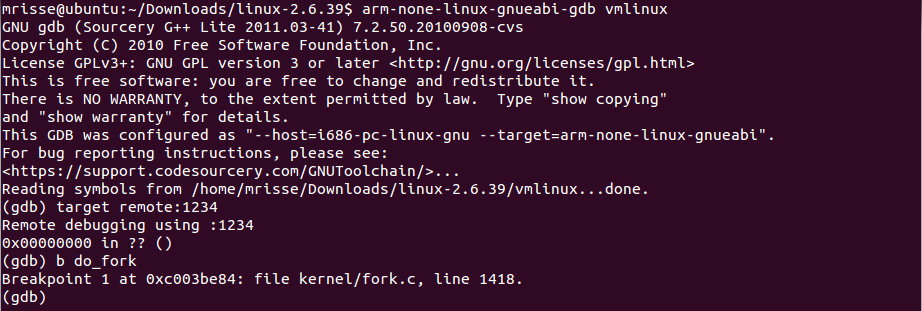 mrisse@ubuntu:~/Downloads/linux-2.6.39$ arm-none-linux-gnueabi-gdb vmlinux
GNU gdb (Sourcery G++ Lite 2011.03-41) 7.2.50.20100908-cvs
Copyright (C) 2010 Free Software Foundation, Inc.
License GPLv3+: GNU GPL version 3 or later <http://gnu.org/licenses/gpl.html>
This is free software: you are free to change and redistribute it.
There is NO WARRANTY, to the extent permitted by law.  Type "show copying"
and "show warranty" for details.
This GDB was configured as "--host=i686-pc-linux-gnu --target=arm-none-linux-gnueabi".
For bug reporting instructions, please see:
<https://support.codesourcery.com/GNUToolchain/>...
Reading symbols from /home/mrisse/Downloads/linux-2.6.39/vmlinux...done.
(gdb) target remote:1234
Remote debugging using :1234
0x00000000 in ?? ()
(gdb) b do_fork
Breakpoint 1 at 0xc003be84: file kernel/fork.c, line 1418.
(gdb)